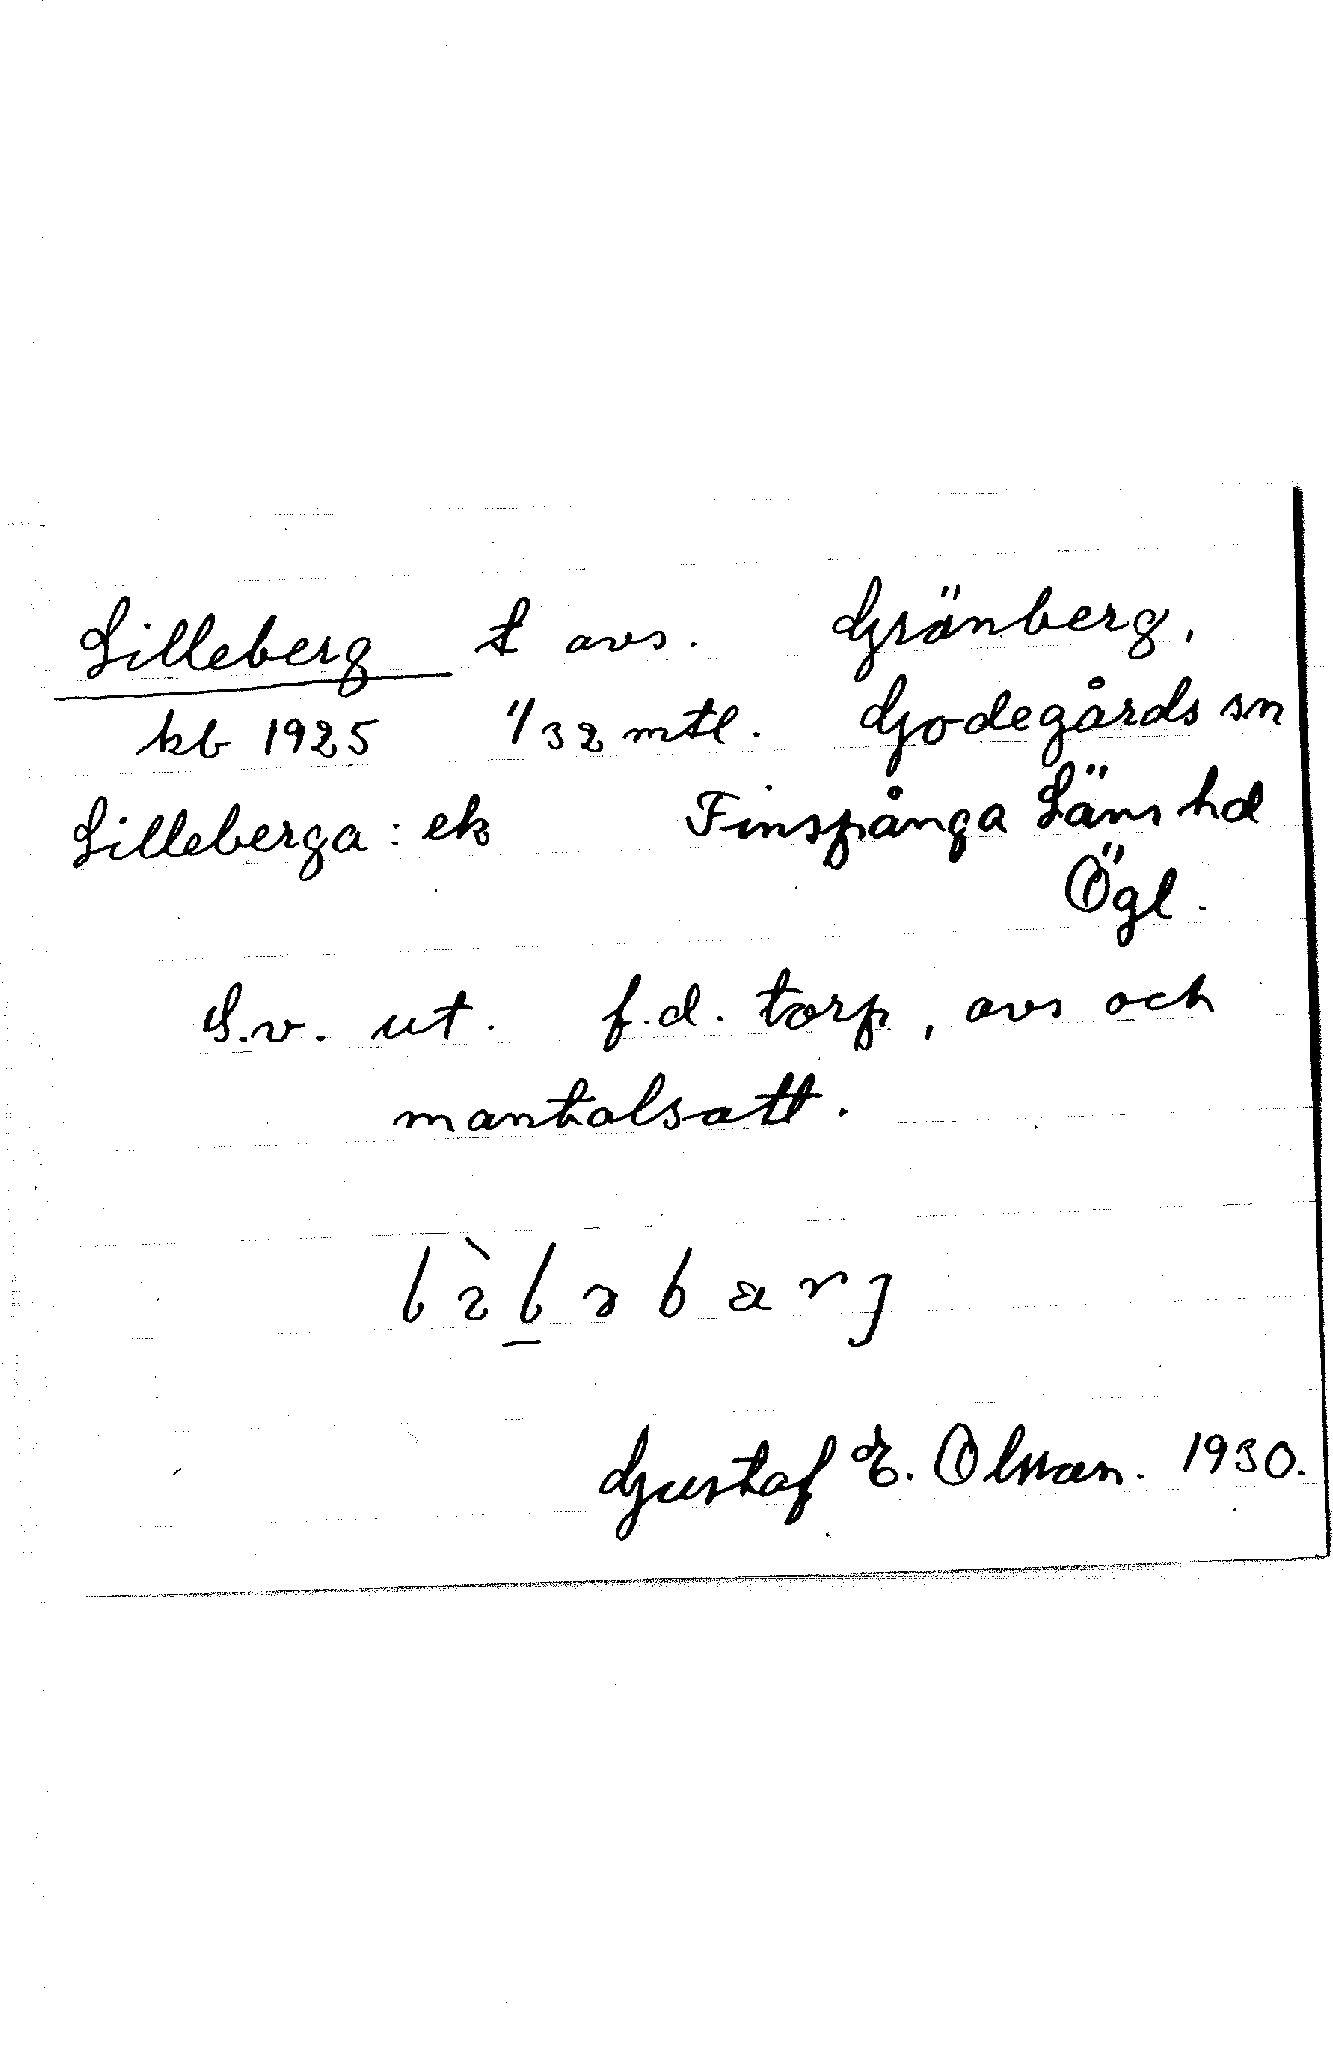 Lilleberg t avs. Gränberg,
kb 1925 1/32 mtl. Godegårds sn
Lilleberga: ek Finspånga Läns hd
Ögl.
S.v. ut. f.d. torp, avs och
mantalsatt.
Gustaf E. Olsson. 1930.